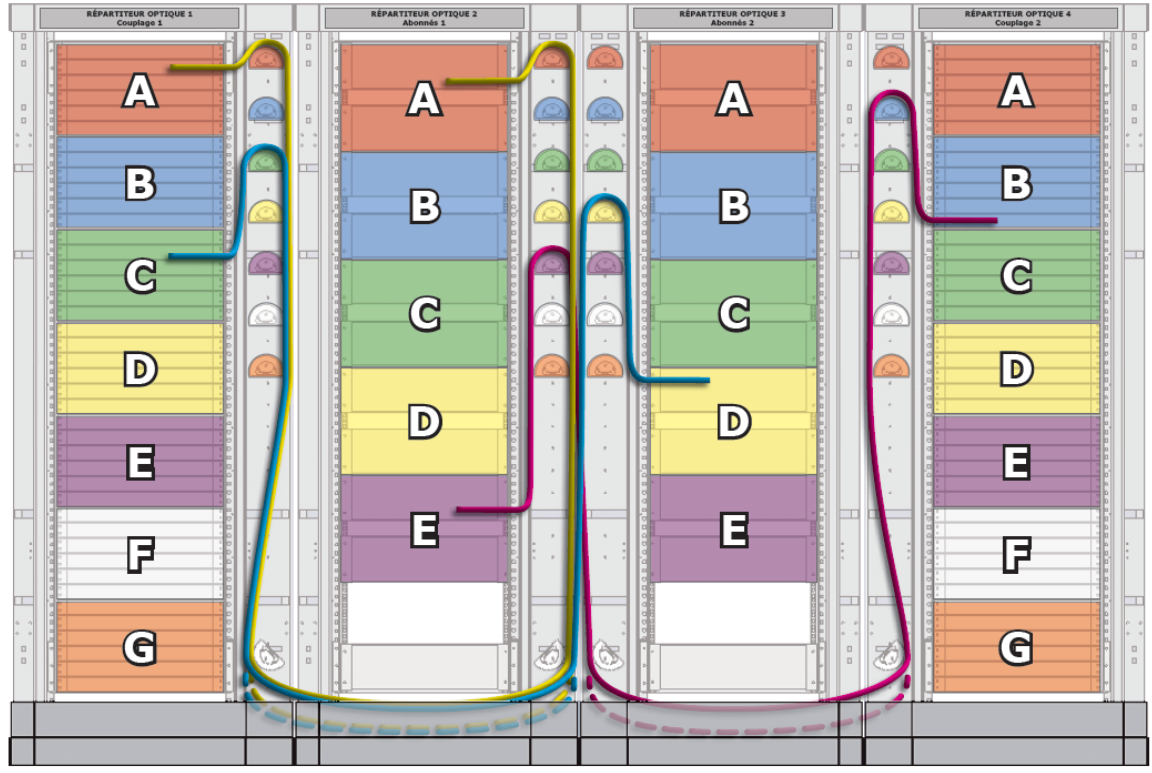 RÉPARTITEUR OPTIQUE 1
Couplage 1
RÉPARTITEUR OPTIQUE 2
Abonnés 1
RÉPARTITEUR OPTIQUE 3
Abonnés 2
RÉPARTITEUR OPTIQUE 4
Couplage 2
A
B
C
D
E
F
G
A
B
C
D
E
A
B
C
D
E
A
B
C
D
E
F
G